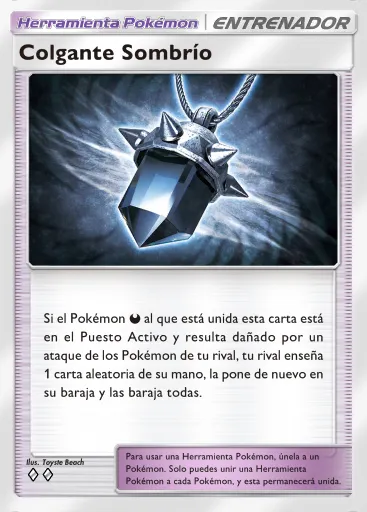 Herramienta Pokémon ENTRENADOR
Colgante Sombrío
Si el Pokémon al que está unida esta carta está
en el Puesto Activo y resulta dañado por un
ataque de los Pokémon de tu rival, tu rival enseña
1 carta aleatoria de su mano, la pone de nuevo en
su baraja y las baraja todas.
Ilus. Toyste Beach
Para usar una Herramienta Pokémon, únela a un
Pokémon. Solo puedes unir una Herramienta
Pokémon a cada Pokémon, y esta permanecerá unida.